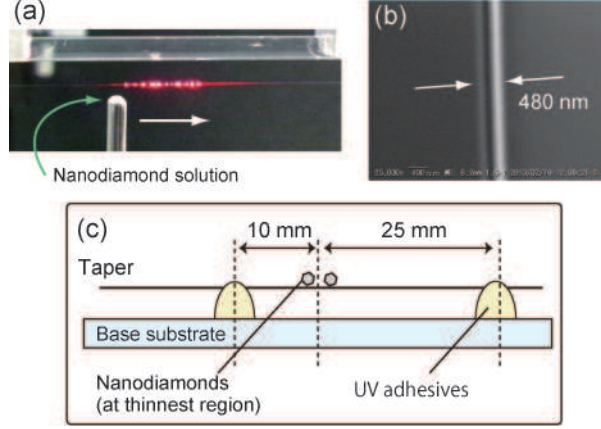 (a)
Nanodiamond solution
(b)
480 nm
(c)
10 mm
25 mm
Taper
Base substrate
Nanodiamonds
(at thinnest region)
UV adhesives